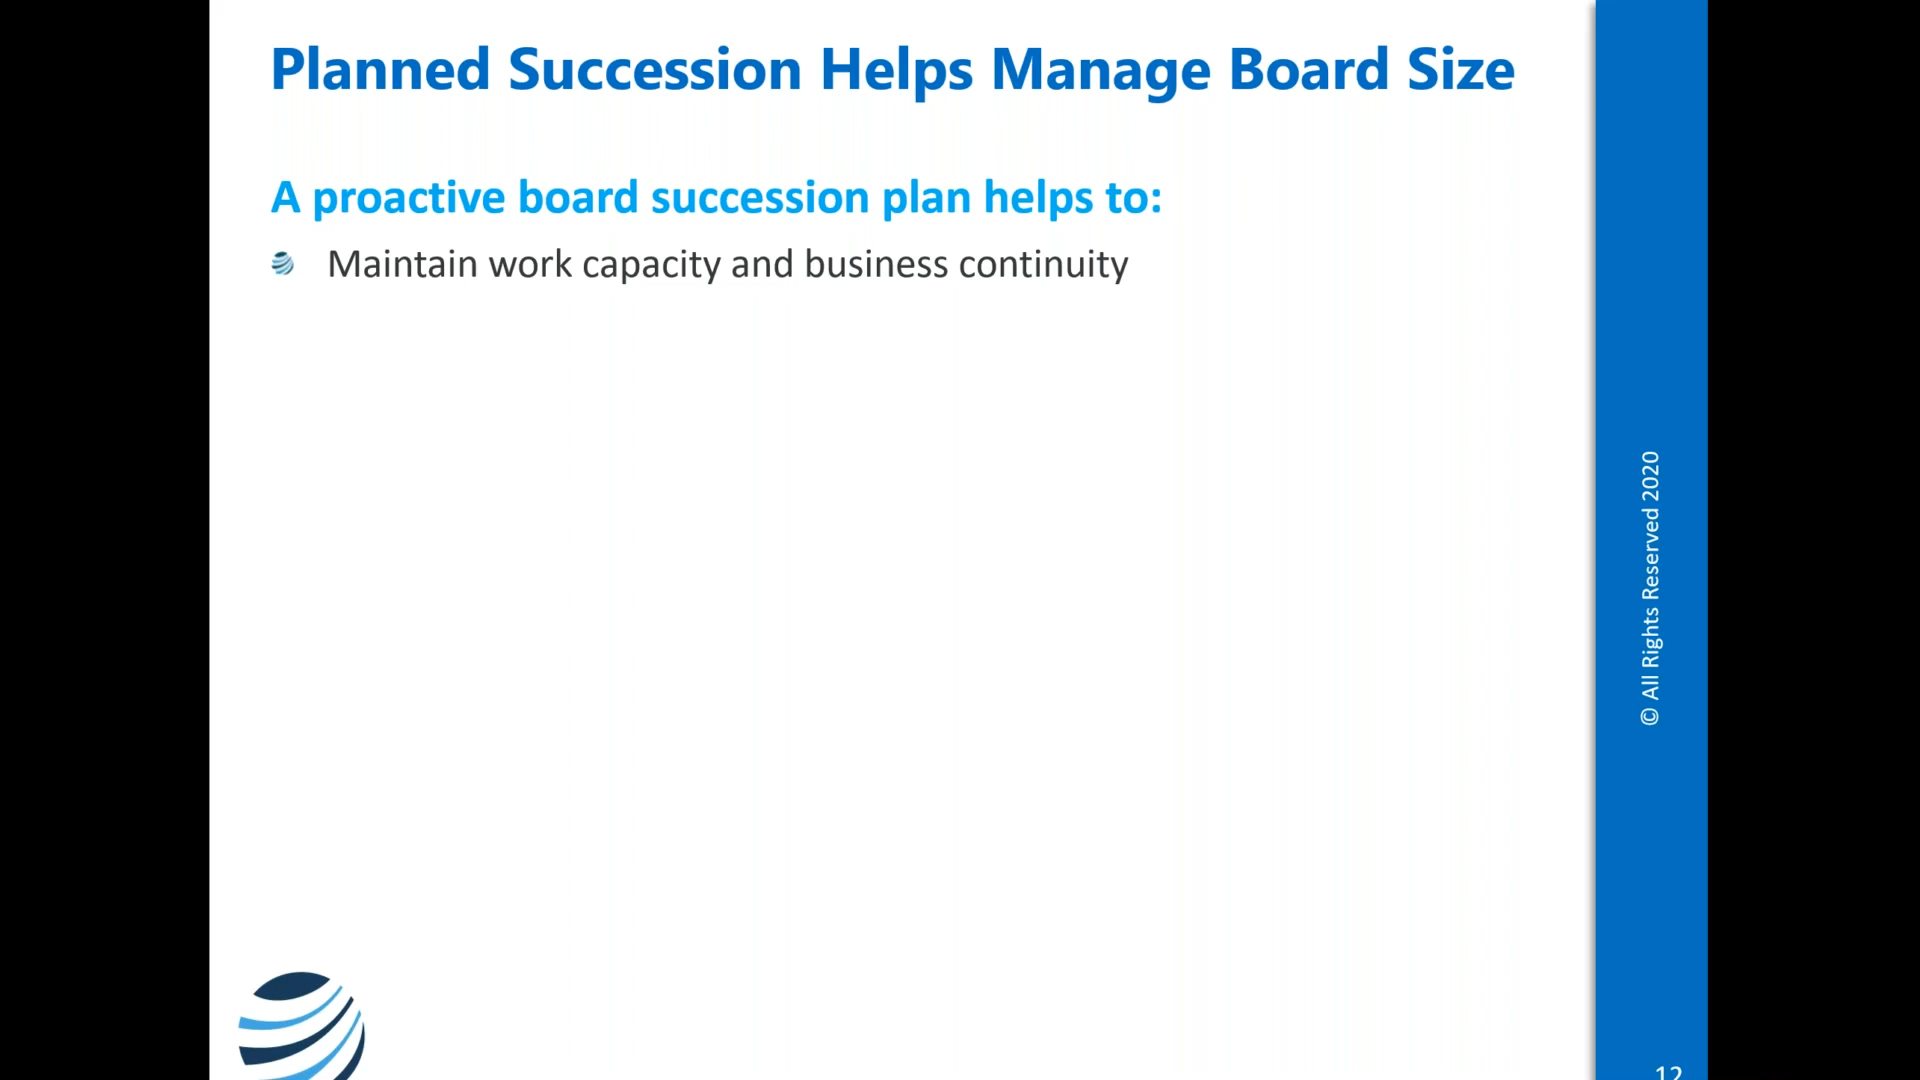 Planned Succession Helps Manage Board Size
A proactive board succession plan helps to:
Maintain work capacity and business continuity
© All Rights Reserved 2020
12